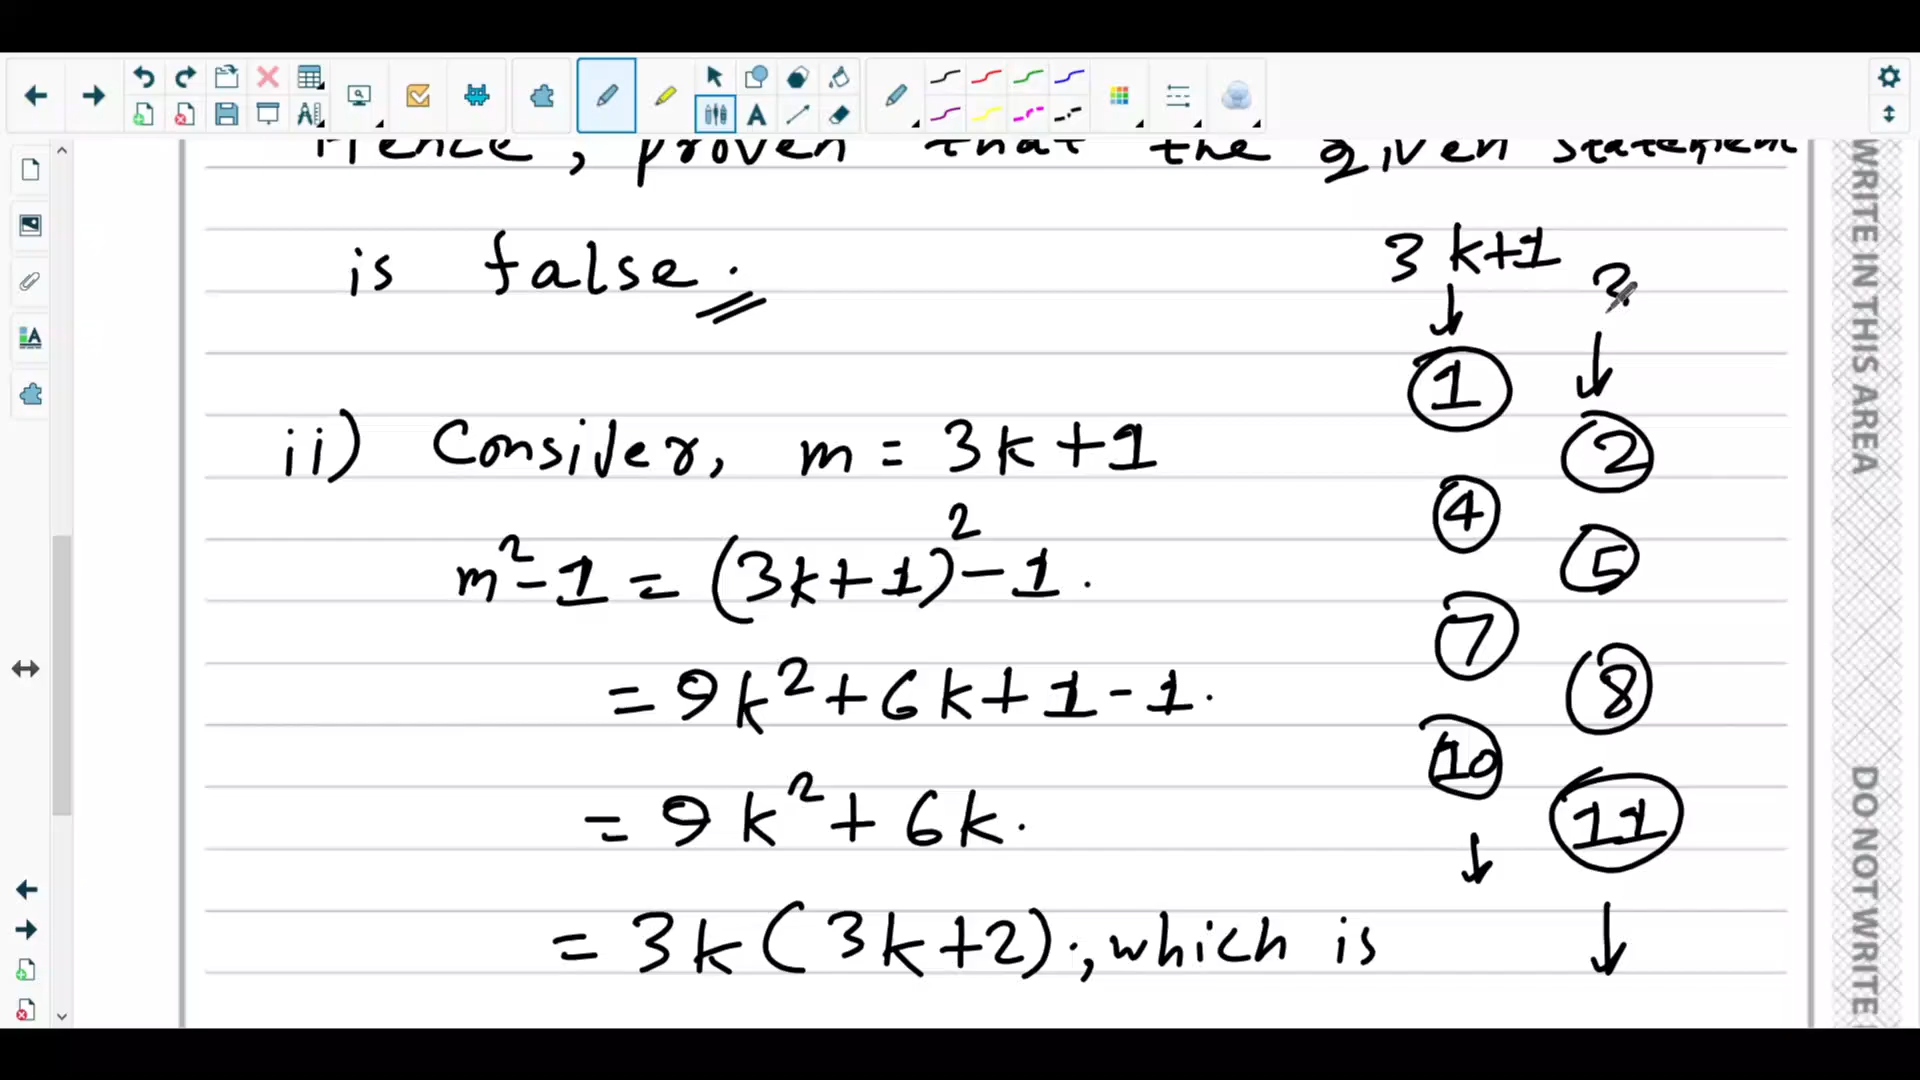 Hence, proven that the given statement
is false.
3k+1
?
1
2
ii) Consider, m = 3k+1
4
m²-1 = (3k+1)²-1.
5
7
= 9k²+6k+1-1.
8
10
= 9k²+6k.
11
= 3k(3k+2), which is
WRITE IN THIS AREA
DO NOT WRITE